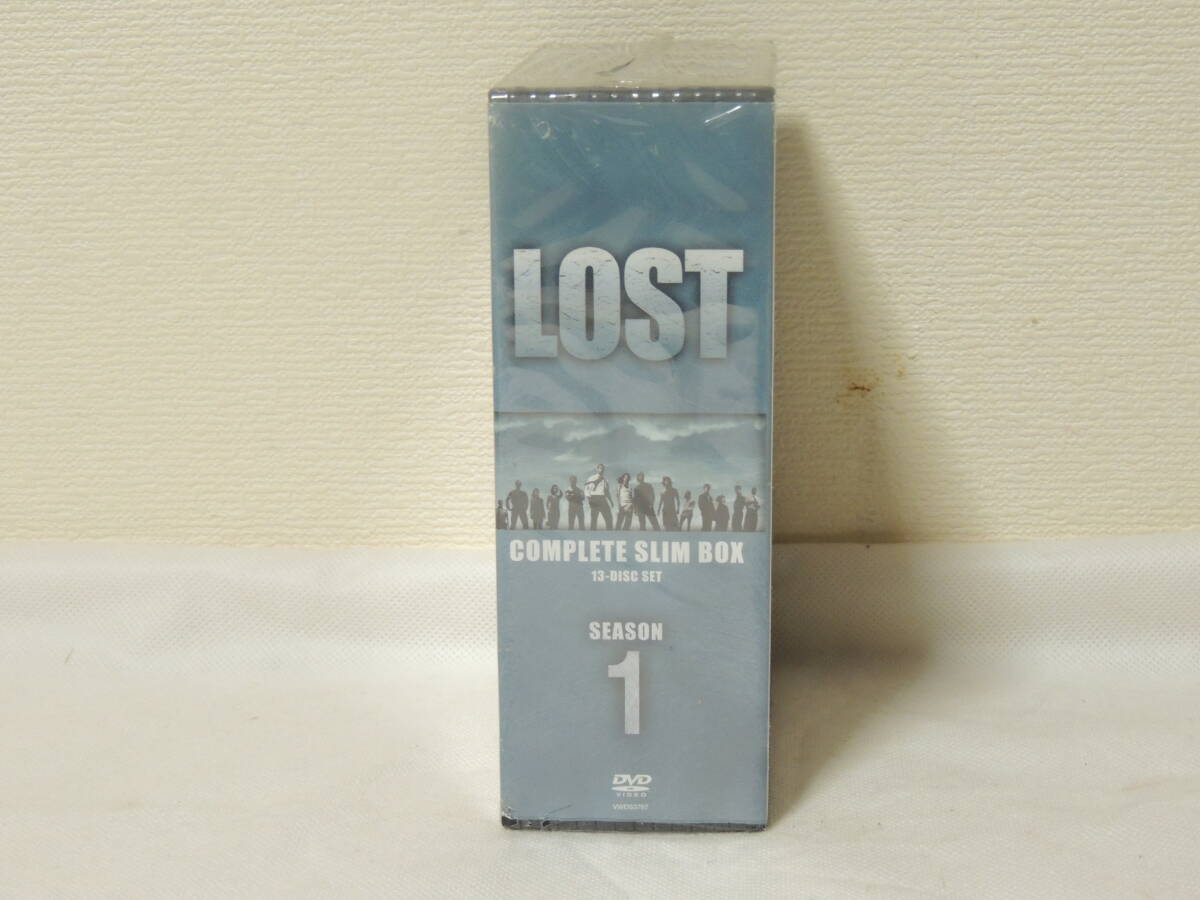 LOST
COMPLETE SLIM BOX
13-DISC SET
SEASON
1
DVD
VIDEO